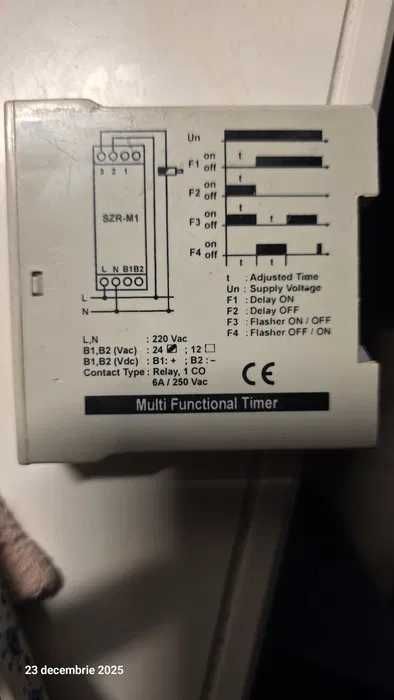 Un
on
F1 off
t
on
F2 off
t
on
F3 off
t
on
F4 off
t t
3 2 1
SZR-M1
L N B1 B2
L
N
t : Adjusted Time
Un : Supply Voltage
F1 : Delay ON
F2 : Delay OFF
F3 : Flasher ON / OFF
F4 : Flasher OFF / ON
L,N : 220 Vac
B1,B2 (Vac) : 24 ; 12
B1,B2 (Vdc) : B1: + ; B2 : -
Contact Type : Relay, 1 CO
6A / 250 Vac
CE
Multi Functional Timer
23 decembrie 2025